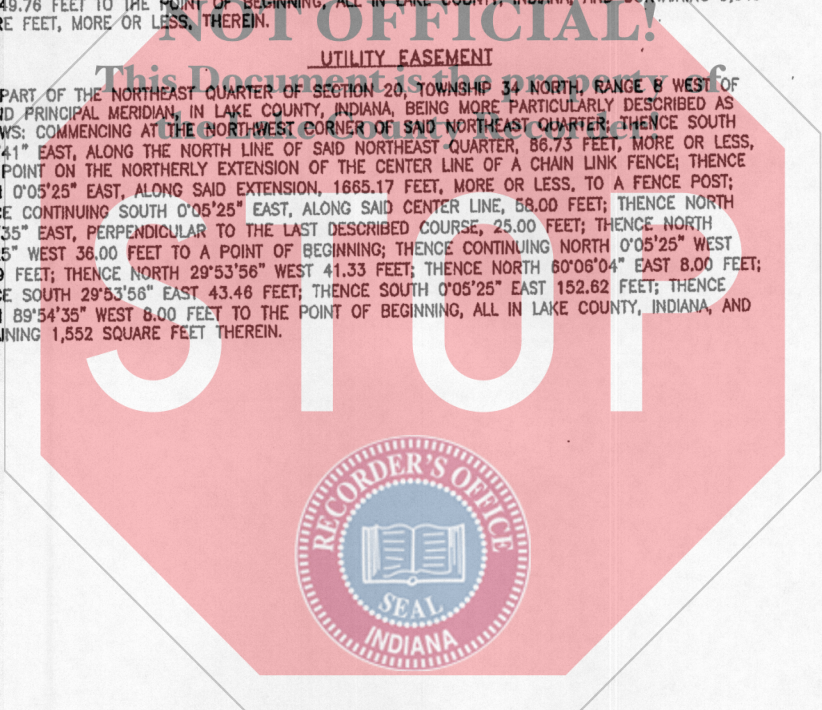 49.76 FEET TO THE POINT OF BEGINNING, ALL IN LAKE COUNTY, INDIANA, AND
RE FEET, MORE OR LESS, THEREIN.
NOT OFFICIAL!
UTILITY EASEMENT
This Document is the property of
the Lake County Recorder!
PART OF THE NORTHEAST QUARTER OF SECTION 20, TOWNSHIP 34 NORTH, RANGE 8 WEST OF
PRINCIPAL MERIDIAN, IN LAKE COUNTY, INDIANA, BEING MORE PARTICULARLY DESCRIBED AS
WS: COMMENCING AT THE NORTHWEST CORNER OF SAID NORTHEAST QUARTER; THENCE SOUTH
'41" EAST, ALONG THE NORTH LINE OF SAID NORTHEAST QUARTER, 86.73 FEET, MORE OR LESS,
POINT ON THE NORTHERLY EXTENSION OF THE CENTER LINE OF A CHAIN LINK FENCE; THENCE
0°05'25" EAST, ALONG SAID EXTENSION, 1665.17 FEET, MORE OR LESS, TO A FENCE POST;
CE CONTINUING SOUTH 0°05'25" EAST, ALONG SAID CENTER LINE, 58.00 FEET; THENCE NORTH
'35" EAST, PERPENDICULAR TO THE LAST DESCRIBED COURSE, 25.00 FEET; THENCE NORTH
5" WEST 36.00 FEET TO A POINT OF BEGINNING; THENCE CONTINUING NORTH 0°05'25" WEST
FEET; THENCE NORTH 29°53'56" WEST 41.33 FEET; THENCE NORTH 60°06'04" EAST 8.00 FEET;
CE SOUTH 29°53'56" EAST 43.46 FEET; THENCE SOUTH 0°05'25" EAST 152.62 FEET; THENCE
89°54'35" WEST 8.00 FEET TO THE POINT OF BEGINNING, ALL IN LAKE COUNTY, INDIANA, AND
INING 1,552 SQUARE FEET THEREIN.
STOP
RECORDER'S OFFICE
SEAL
INDIANA